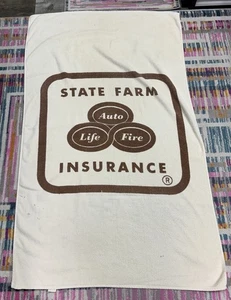 STATE FARM
Auto
Life Fire
INSURANCE
®